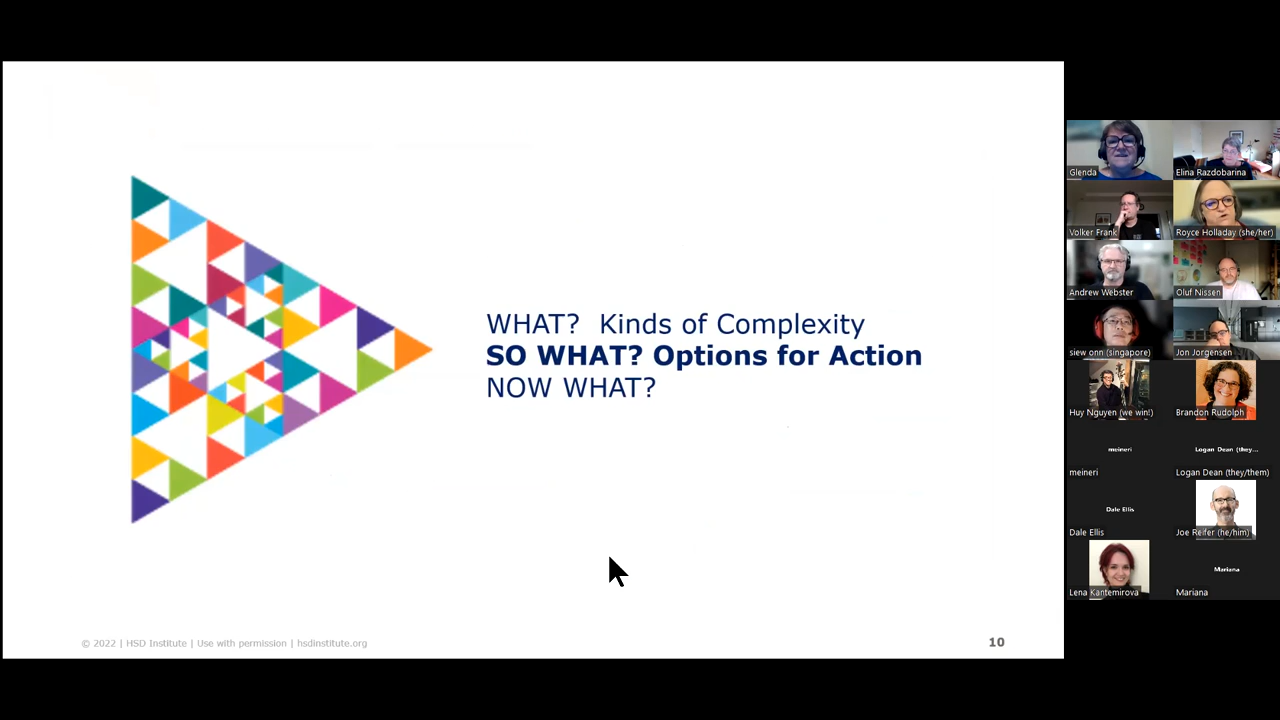 WHAT?  Kinds of Complexity
SO WHAT? Options for Action
NOW WHAT?
© 2022 | HSD Institute | Use with permission | hsdinstitute.org
10
Glenda
Elina Razdobarina
Volker Frank
Royce Holladay (she/her)
Andrew Webster
Oluf Nissen
siew onn (singapore)
Jon Jorgensen
Huy Nguyen (we win!)
Brandon Rudolph
meineri
Logan Dean (they...
meineri
Logan Dean (they/them)
Dale Ellis
Dale Ellis
Joe Reifer (he/him)
Mariana
Lena Kantemirova
Mariana